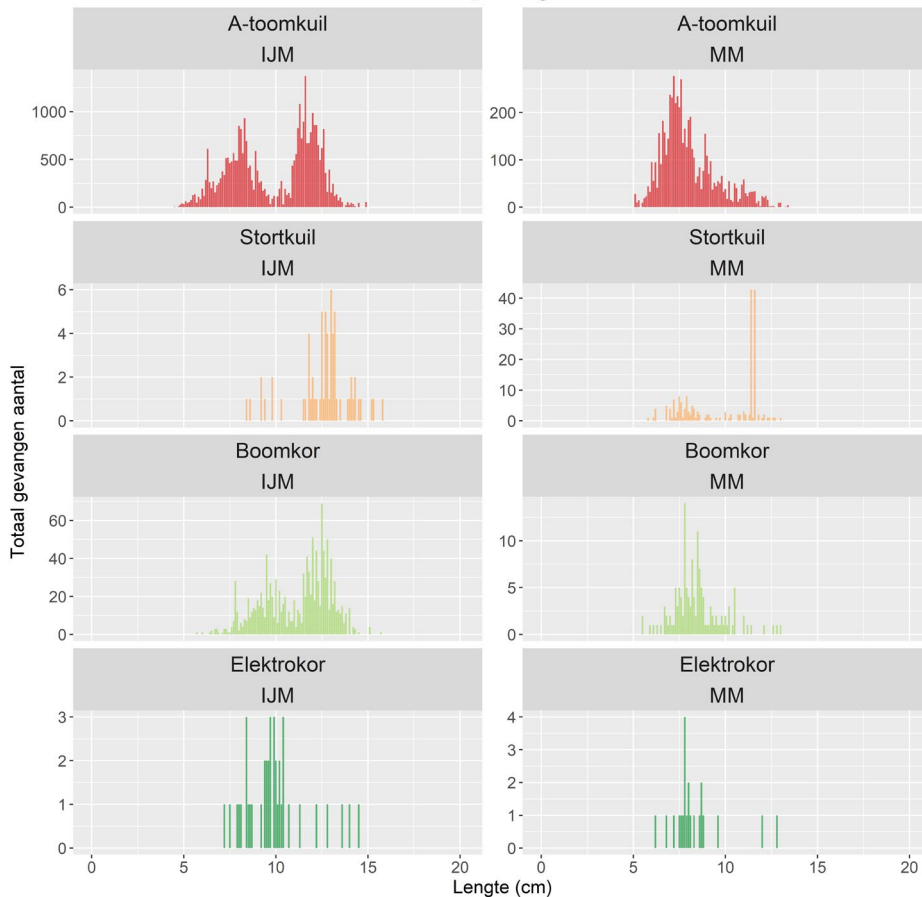 A-toomkuil
IJM
A-toomkuil
MM
1000
500
0
200
100
0
Stortkuil
IJM
Stortkuil
MM
6
4
2
0
40
30
20
10
0
Boomkor
IJM
Boomkor
MM
60
40
20
0
10
5
0
Elektrokor
IJM
Elektrokor
MM
3
2
1
0
4
3
2
1
0
0 5 10 15 20
0 5 10 15 20
Lengte (cm)
Totaal gevangen aantal